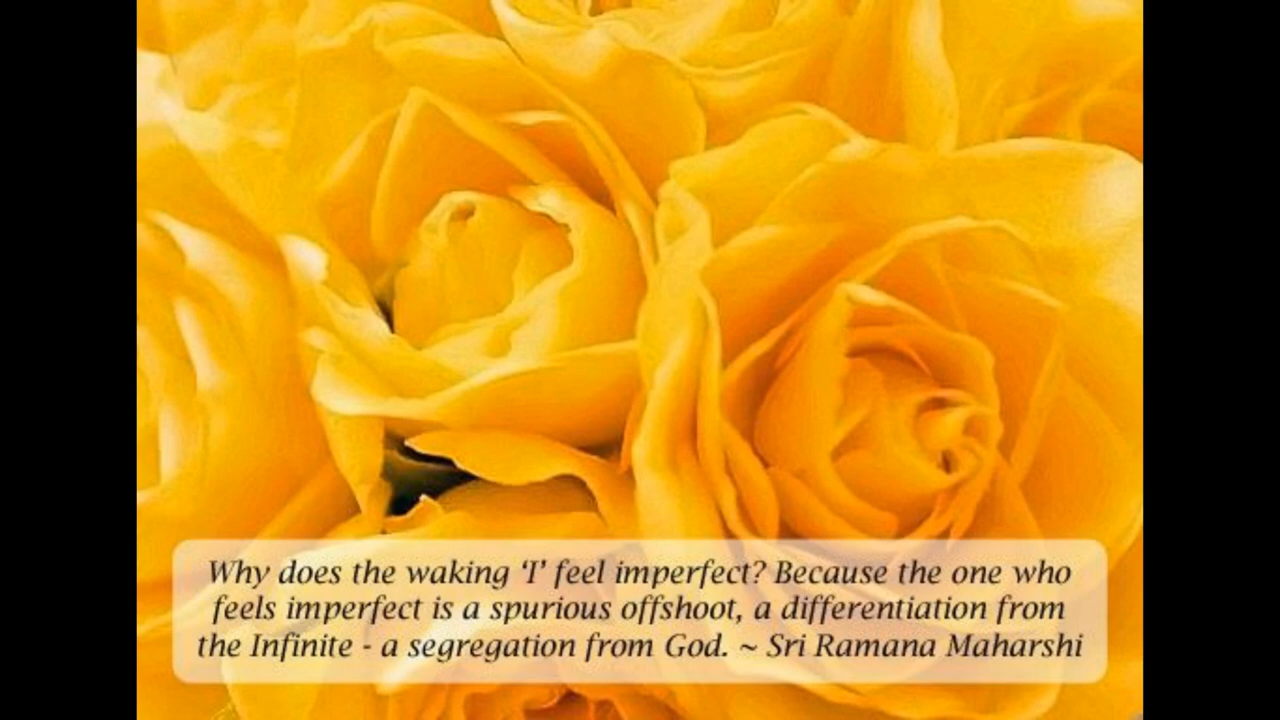 Why does the waking ‘I’ feel imperfect? Because the one who
feels imperfect is a spurious offshoot, a differentiation from
the Infinite - a segregation from God. ~ Sri Ramana Maharshi